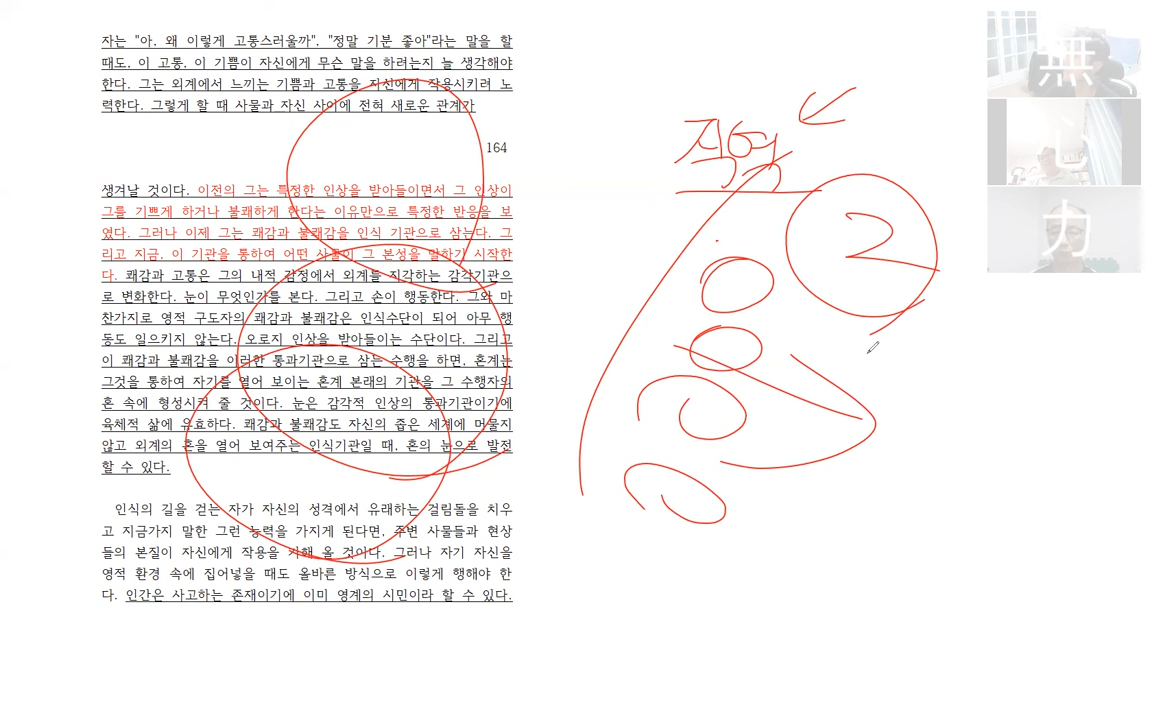 자는 "아, 왜 이렇게 고통스러울까", "정말 기분 좋아"라는 말을 할
때도, 이 고통, 이 기쁨이 자신에게 무슨 말을 하려는지 늘 생각해야
한다. 그는 외계에서 느끼는 기쁨과 고통을 자신에게 작용시키려 노
력한다. 그렇게 할 때 사물과 자신 사이에 전혀 새로운 관계가
164
생겨날 것이다. 이전의 그는 특정한 인상을 받아들이면서 그 인상이
그를 기쁘게 하거나 불쾌하게 한다는 이유만으로 특정한 반응을 보
였다. 그러나 이제 그는 쾌감과 불쾌감을 인식 기관으로 삼는다. 그
리고 지금, 이 기관을 통하여 어떤 사물이 그 본성을 말하기 시작한
다. 쾌감과 고통은 그의 내적 감정에서 외계를 지각하는 감각기관으
로 변화한다. 눈이 무엇인가를 본다. 그리고 손이 행동한다. 그와 마
찬가지로 영적 구도자의 쾌감과 불쾌감은 인식수단이 되어 아무 행
동도 일으키지 않는다. 오로지 인상을 받아들이는 수단이다. 그리고
이 쾌감과 불쾌감을 이러한 통과기관으로 삼는 수행을 하면, 혼계는
그것을 통하여 자기를 열어 보이는 혼계 본래의 기관을 그 수행자의
혼 속에 형성시켜 줄 것이다. 눈은 감각적 인상의 통과기관이기에
육체적 삶에 유효하다. 쾌감과 불쾌감도 자신의 좁은 세계에 머물지
않고 외계의 혼을 열어 보여주는 인식기관일 때, 혼의 눈으로 발전
할 수 있다.
인식의 길을 걷는 자가 자신의 성격에서 유래하는 걸림돌을 치우
고 지금가지 말한 그런 능력을 가지게 된다면, 주변 사물들과 현상
들의 본질이 자신에게 작용을 가해 올 것이다. 그러나 자기 자신을
영적 환경 속에 집어넣을 때도 올바른 방식으로 이렇게 행해야 한
다. 인간은 사고하는 존재이기에 이미 영계의 시민이라 할 수 있다.
2
無
心
力